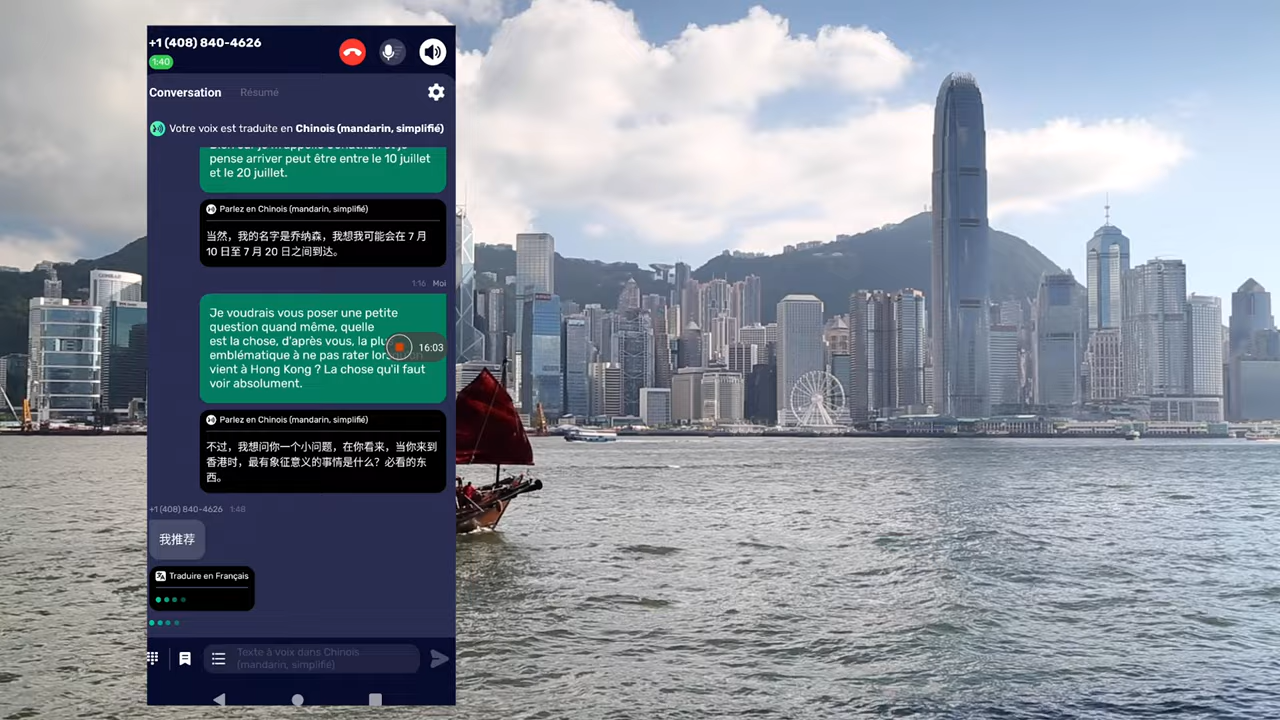 +1 (408) 840-4626
1:40
Conversation Résumé
Votre voix est traduite en Chinois (mandarin, simplifié)
pense arriver peut être entre le 10 juillet
et le 20 juillet.
Parlez en Chinois (mandarin, simplifié)
当然，我的名字是乔纳森，我想我可能会在 7 月
10 日至 7 月 20 日之间到达。
1:16 Moi
Je voudrais vous poser une petite
question quand même, quelle
est la chose, d'après vous, la
16:03
emblématique à ne pas rater
vient à Hong Kong ? La chose qu'il faut
voir absolument.
Parlez en Chinois (mandarin, simplifié)
不过，我想问你一个小问题，在你看来，当你来到
香港时，最有象征意义的事情是什么？必看的东
西。
+1 (408) 840-4626 1:48
我推荐
Traduire en Français
Texte à voix dans Chinois
(mandarin, simplifié)